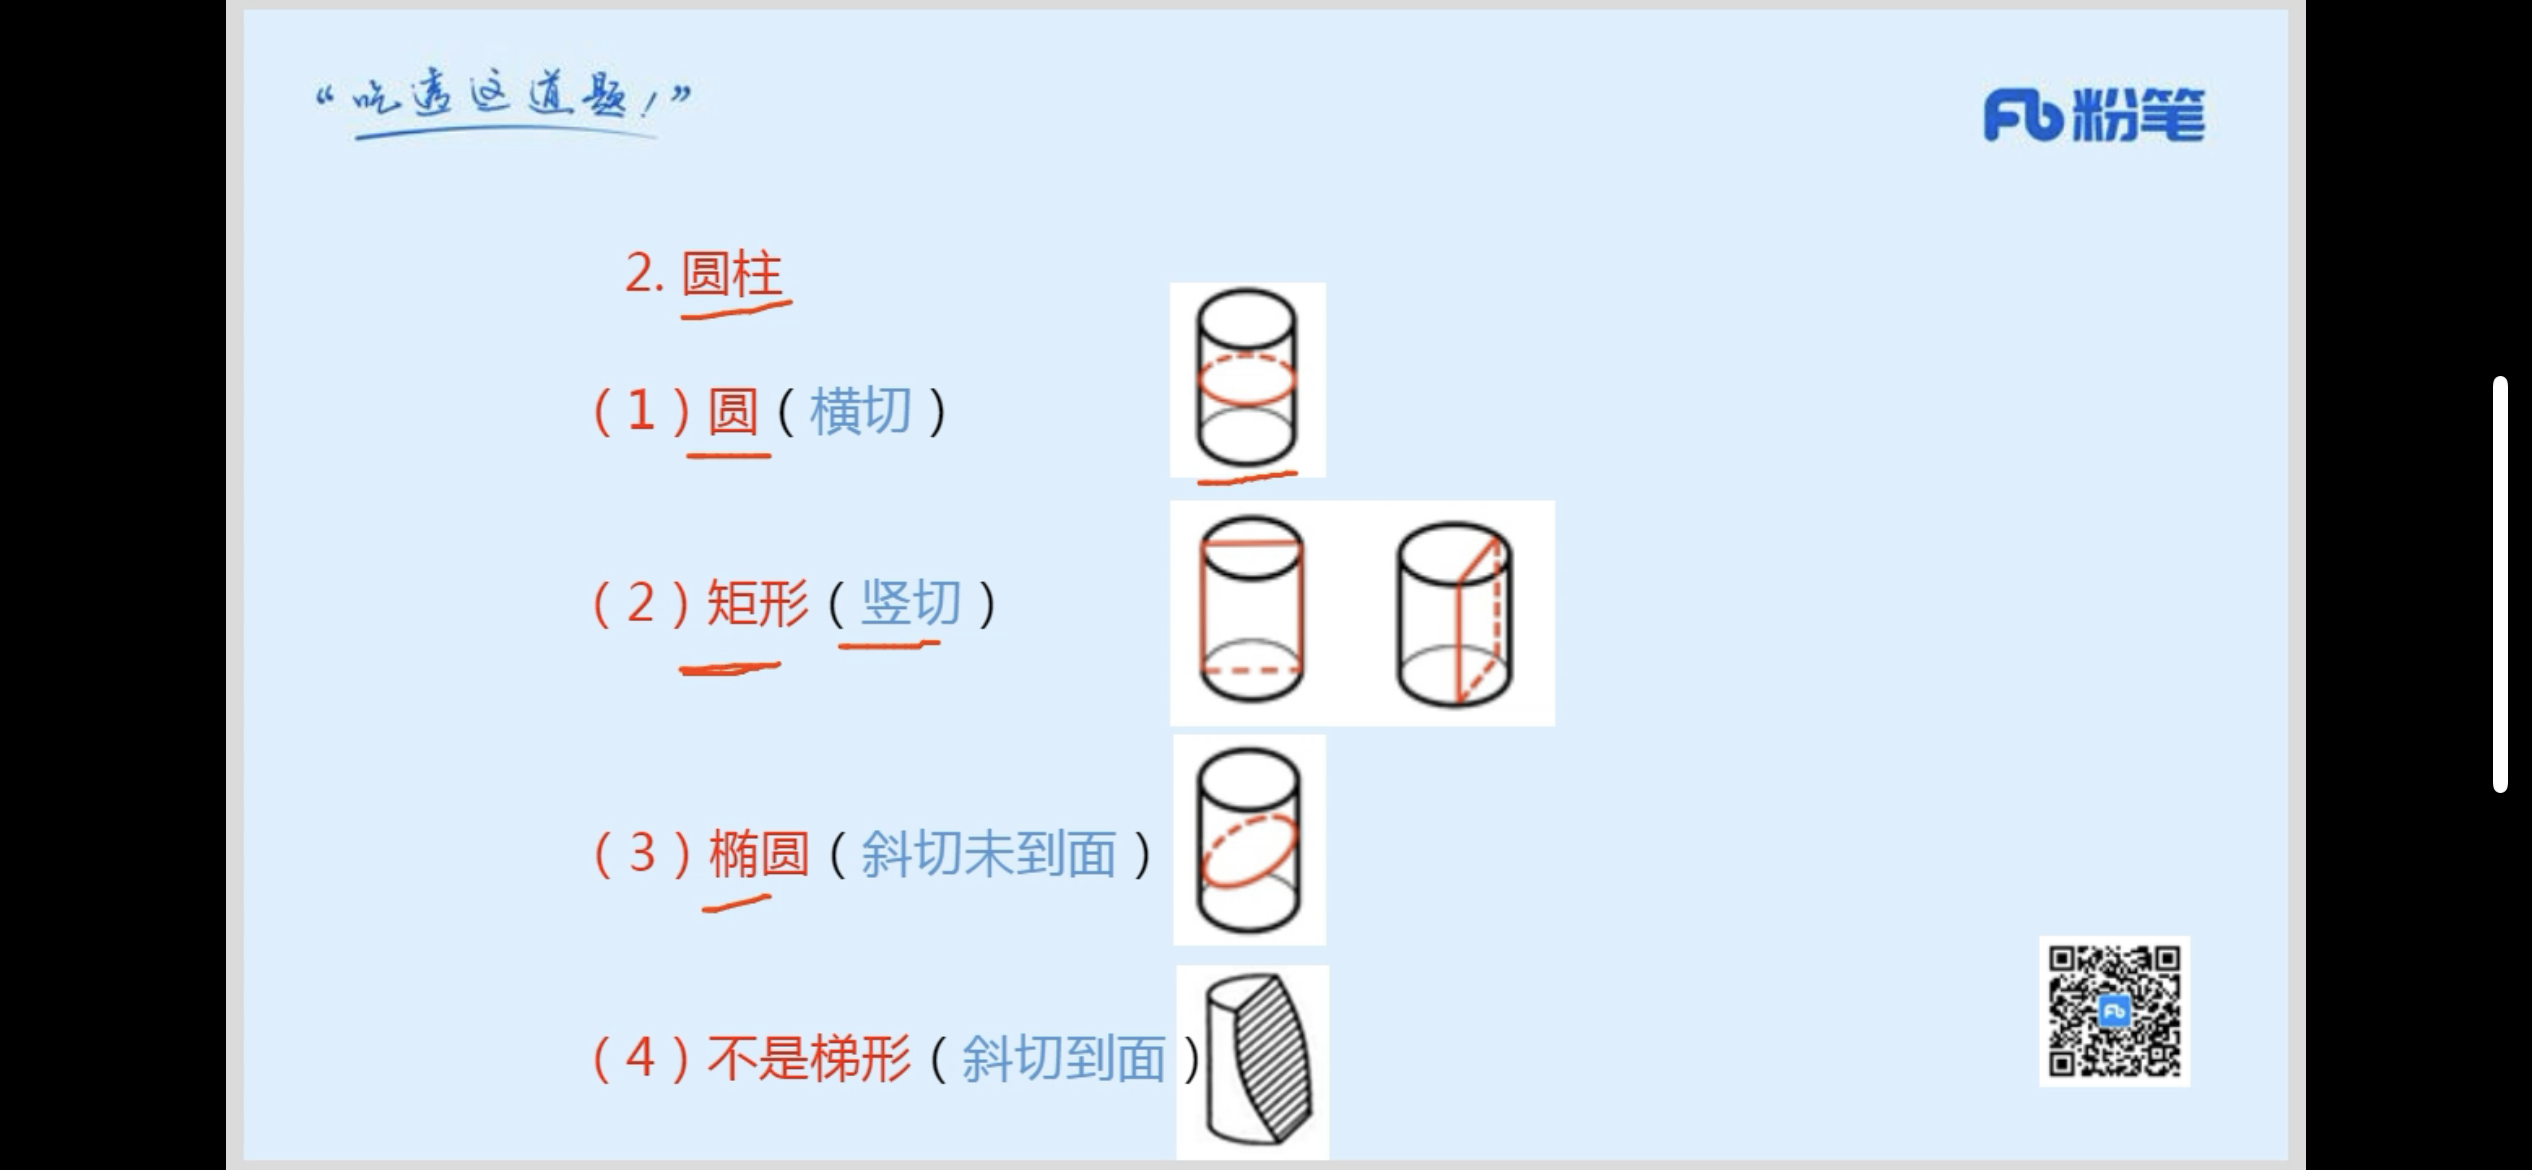 “吃透这道题！”
Fb粉笔
2. 圆柱
（1）圆（横切）
（2）矩形（竖切）
（3）椭圆（斜切未到面）
（4）不是梯形（斜切到面）
Fb